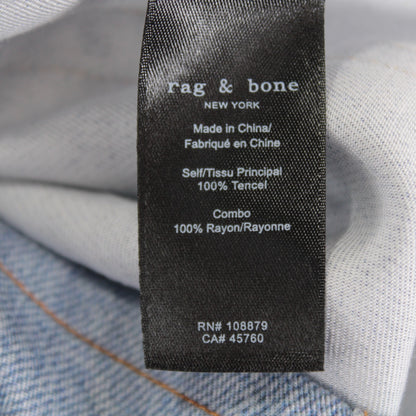 rag & bone
NEW YORK
Made in China/
Fabriqué en Chine
Self/Tissu Principal
100% Tencel
Combo
100% Rayon/Rayonne
RN# 108879
CA# 45760